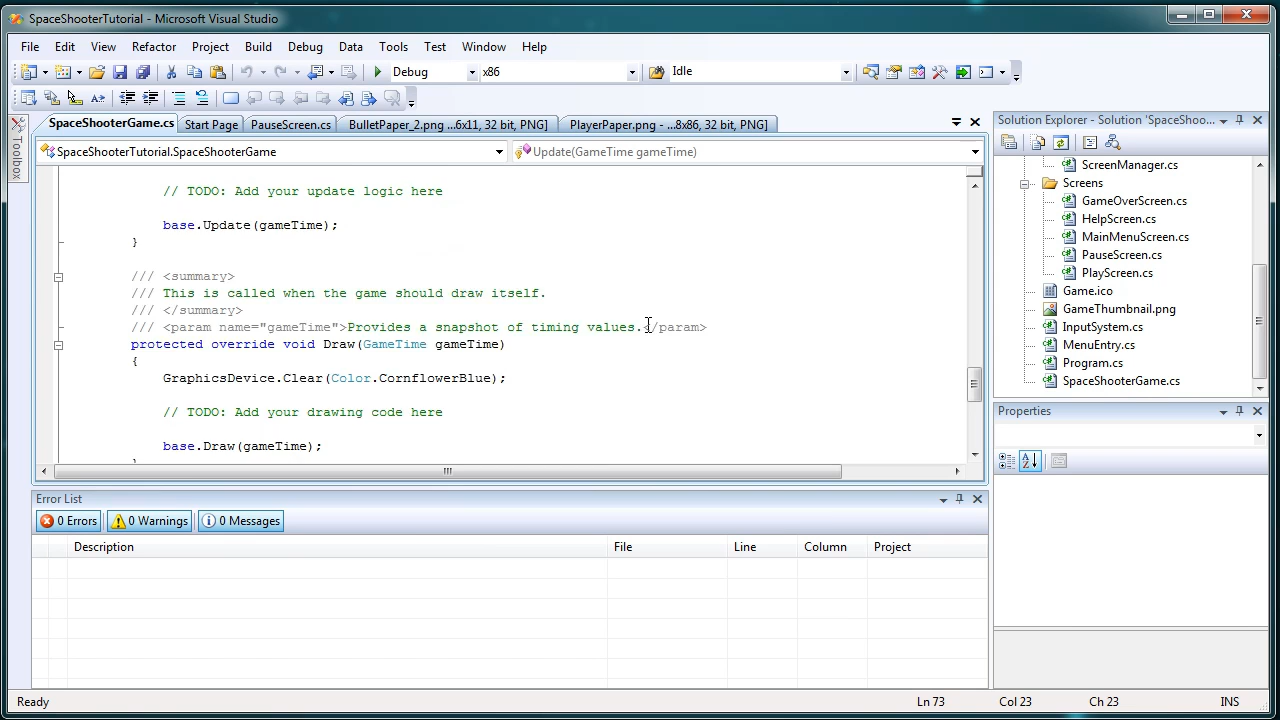 SpaceShooterTutorial - Microsoft Visual Studio
File Edit View Refactor Project Build Debug Data Tools Test Window Help
Debug x86 Idle
SpaceShooterGame.cs Start Page PauseScreen.cs BulletPaper_2.png ...6x11, 32 bit, PNG] PlayerPaper.png - ...8x86, 32 bit, PNG]
Toolbox
SpaceShooterTutorial.SpaceShooterGame Update(GameTime gameTime)
// TODO: Add your update logic here
base.Update(gameTime);
}
/// <summary>
/// This is called when the game should draw itself.
/// </summary>
/// <param name="gameTime">Provides a snapshot of timing values.</param>
protected override void Draw(GameTime gameTime)
{
GraphicsDevice.Clear(Color.CornflowerBlue);
// TODO: Add your drawing code here
base.Draw(gameTime);
}
Solution Explorer - Solution 'SpaceShoo...
ScreenManager.cs
Screens
GameOverScreen.cs
HelpScreen.cs
MainMenuScreen.cs
PauseScreen.cs
PlayScreen.cs
Game.ico
GameThumbnail.png
InputSystem.cs
MenuEntry.cs
Program.cs
SpaceShooterGame.cs
Properties
Error List
0 Errors 0 Warnings 0 Messages
Description File Line Column Project
Ready Ln 73 Col 23 Ch 23 INS